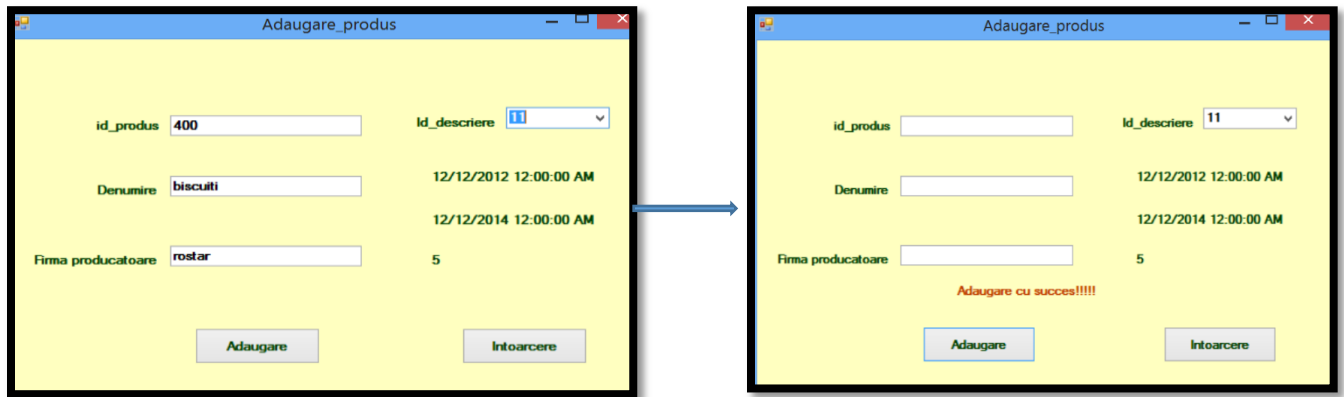 Adaugare_produs
id_produs 400 Id_descriere 11
Denumire biscuiti 12/12/2012 12:00:00 AM
12/12/2014 12:00:00 AM
Firma producatoare rostar 5
Adaugare Intoarcere
Adaugare_produs
id_produs Id_descriere 11
Denumire 12/12/2012 12:00:00 AM
12/12/2014 12:00:00 AM
Firma producatoare 5
Adaugare cu succes!!!!!
Adaugare Intoarcere